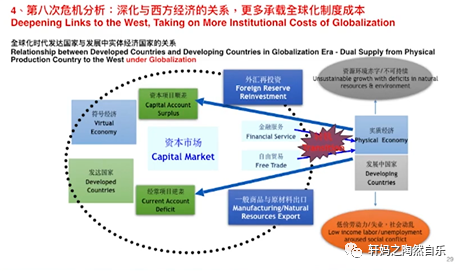 4、第八次危机分析：深化与西方经济的关系，更多承载全球化制度成本
Deepening Links to the West, Taking on More Institutional Costs of Globalization
全球化时代发达国家与发展中实体经济国家的关系
Relationship between Developed Countries and Developing Countries in Globalization Era - Dual Supply from Physical
Production Country to the West under Globalization
资源环境赤字/不可持续
Unsustainable growth with deficits in natural
resources & environment
外汇再投资
Foreign Reserve
Reinvestment
资本项目顺差
Capital Account
Surplus
符号经济
Virtual
Economy
金融服务
Financial Service
实质经济
Physical Economy
资本市场
Capital Market
自由贸易
Free Trade
发达国家
Developed
Countries
发展中国家
Developing
Countries
经常项目逆差
Current Account
Deficit
一般商品与原材料出口
Manufacturing/Natural
Resources Export
低价劳动力/失业，社会动乱
Low income labor/unemployment
aroused social conflict
轩妈之陶然自乐
29